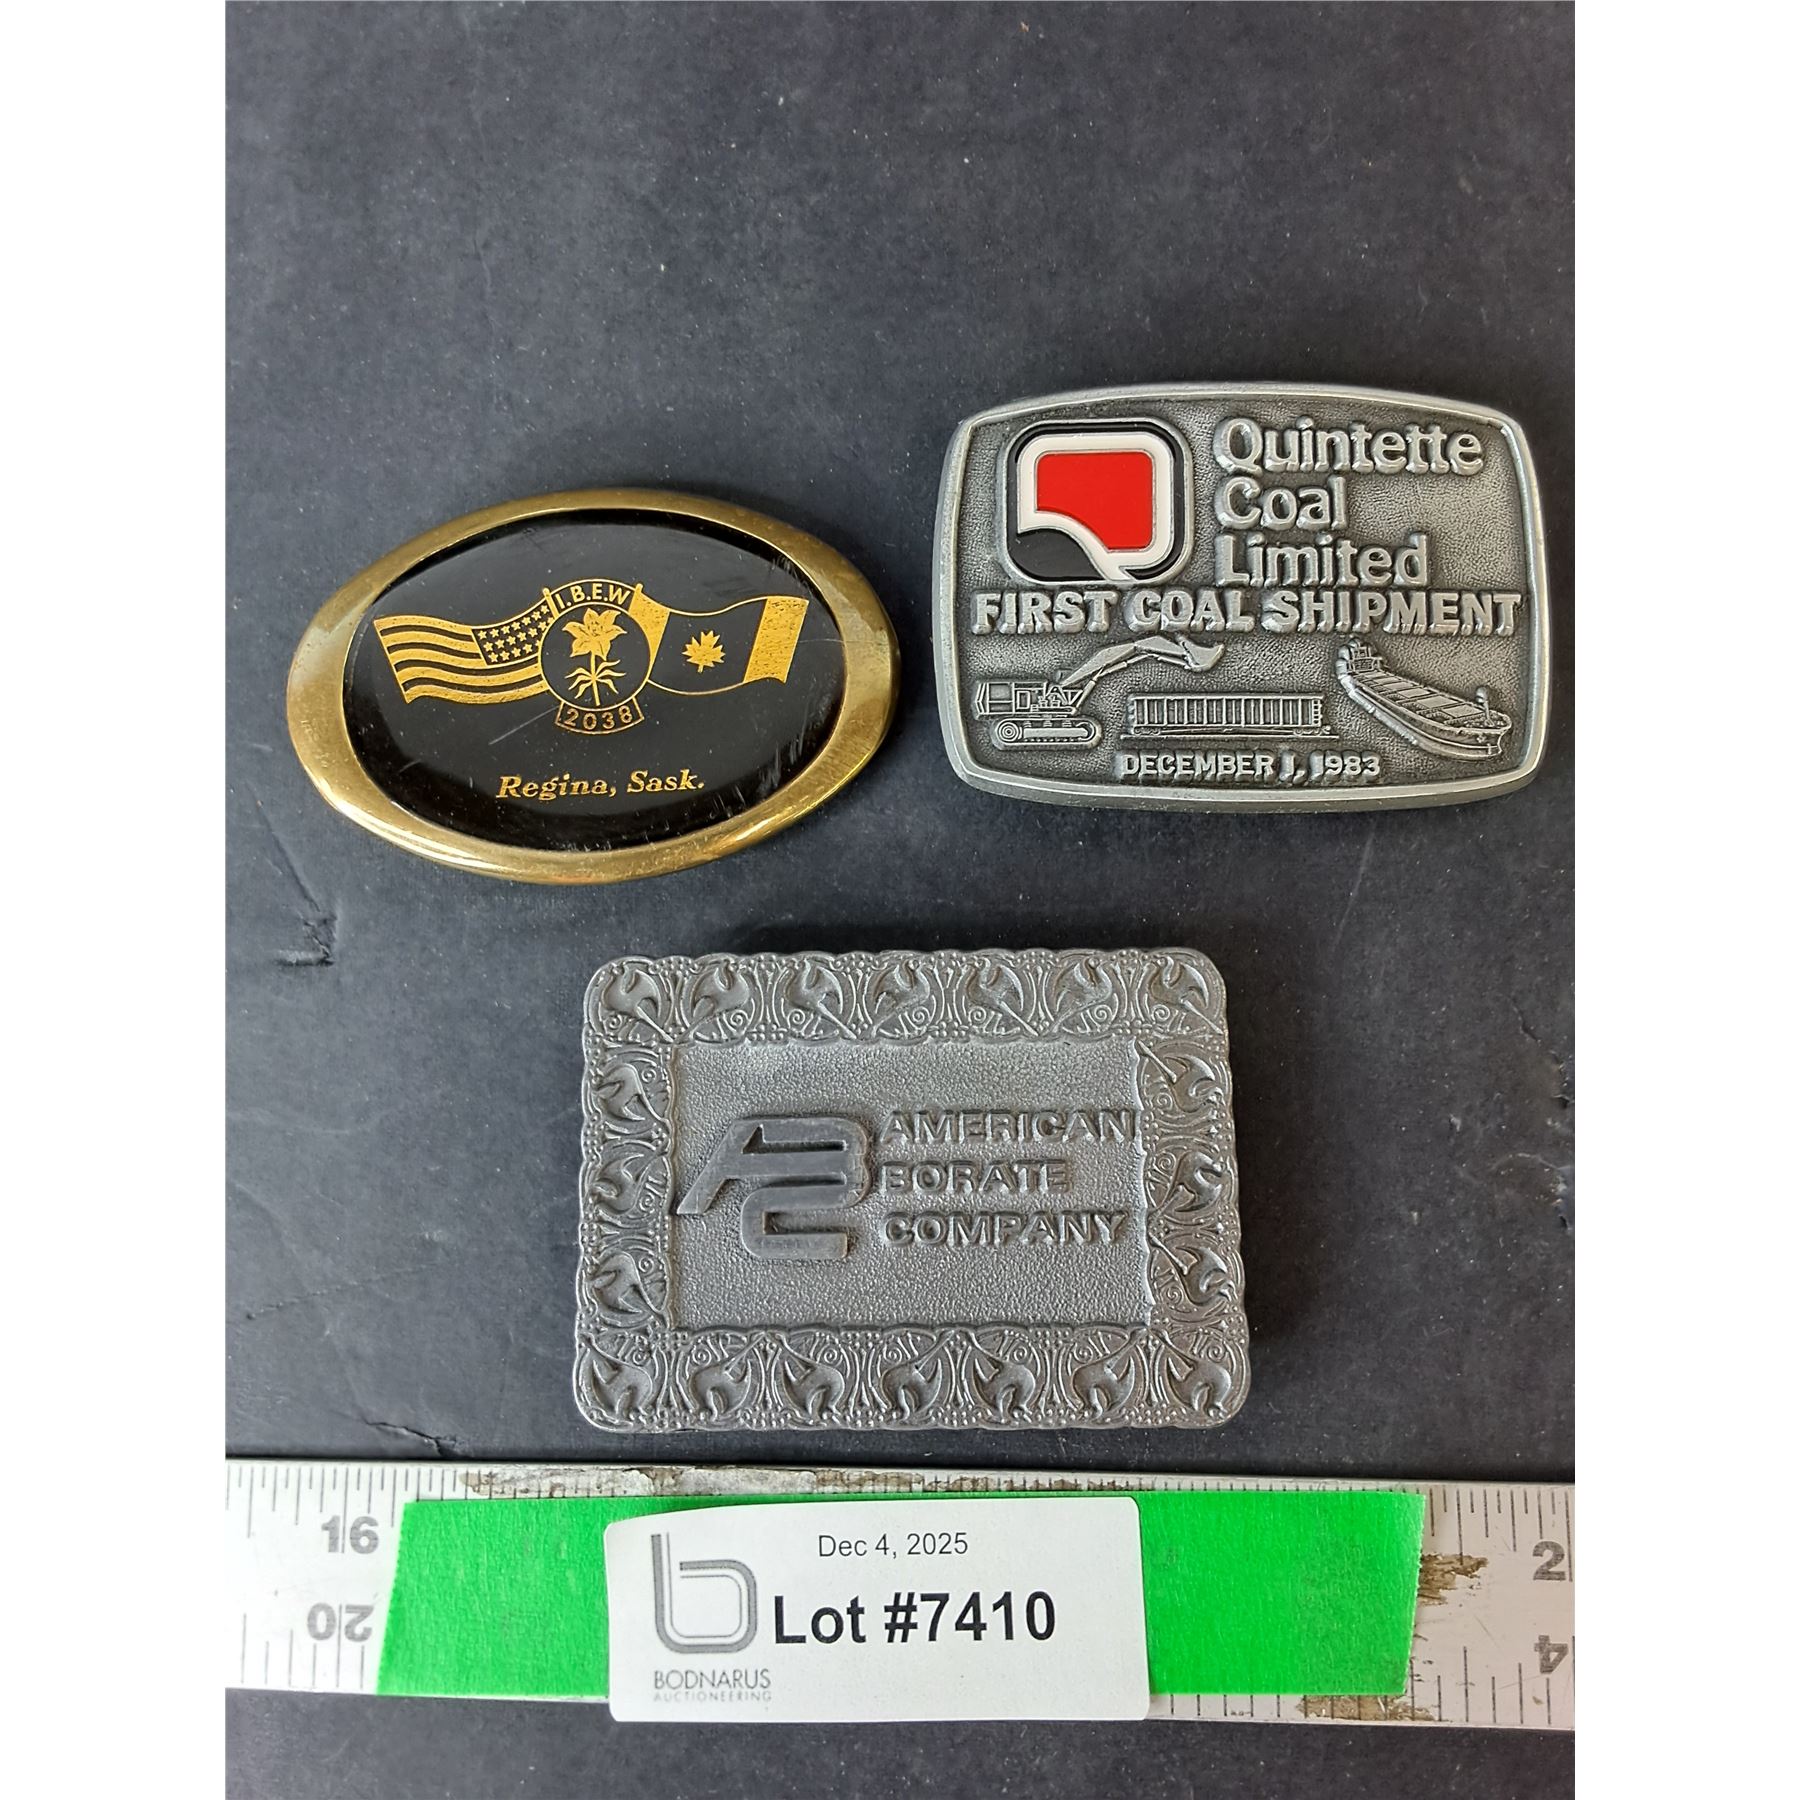 I.B.E.W
2038
Regina, Sask.
Quintette
Coal
Limited
FIRST COAL SHIPMENT
DECEMBER 1, 1983
ABC
AMERICAN
BORATE
COMPANY
16
20
Dec 4, 2025
Lot #7410
b
BODNARUS
AUCTIONEERING
2
4